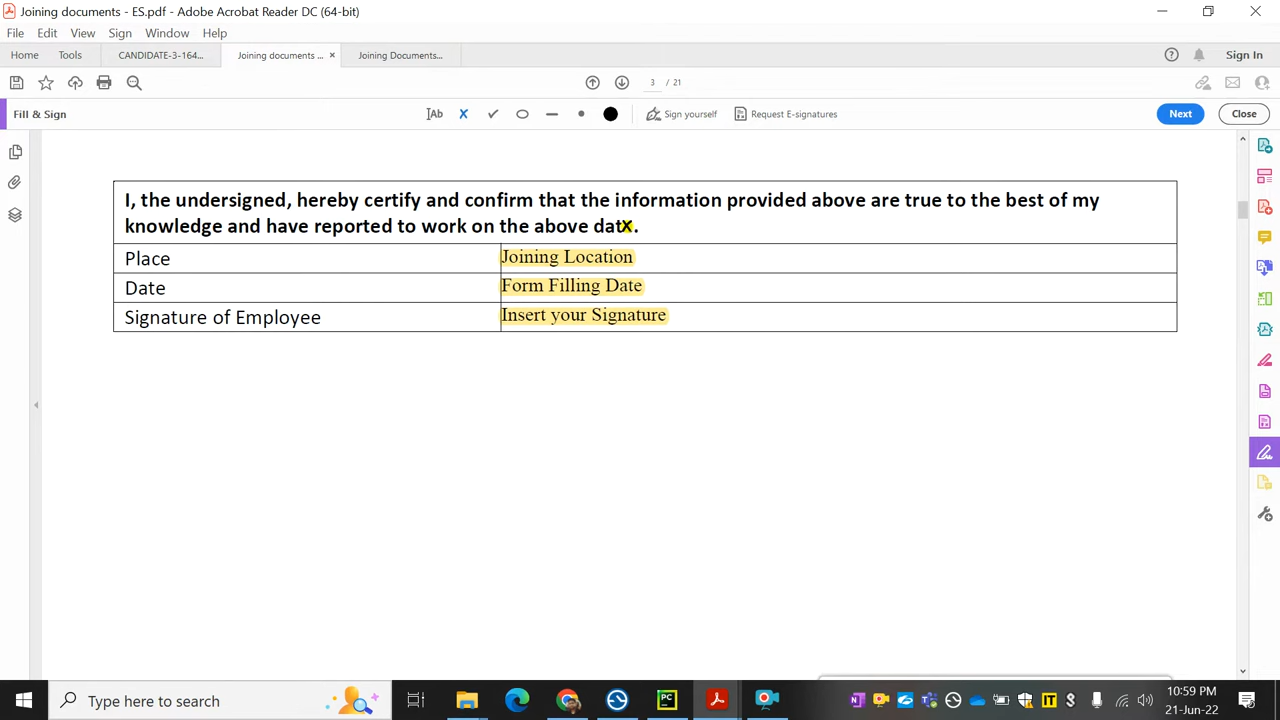 Joining documents - ES.pdf - Adobe Acrobat Reader DC (64-bit)
File Edit View Sign Window Help
Home Tools CANDIDATE-3-164... Joining documents ... × Joining Documents... Sign In
3 / 21
Fill & Sign Ab Sign yourself Request E-signatures Next Close
I, the undersigned, hereby certify and confirm that the information provided above are true to the best of my
knowledge and have reported to work on the above datx.
Place Joining Location
Date Form Filling Date
Signature of Employee Insert your Signature
Type here to search
10:59 PM
21-Jun-22